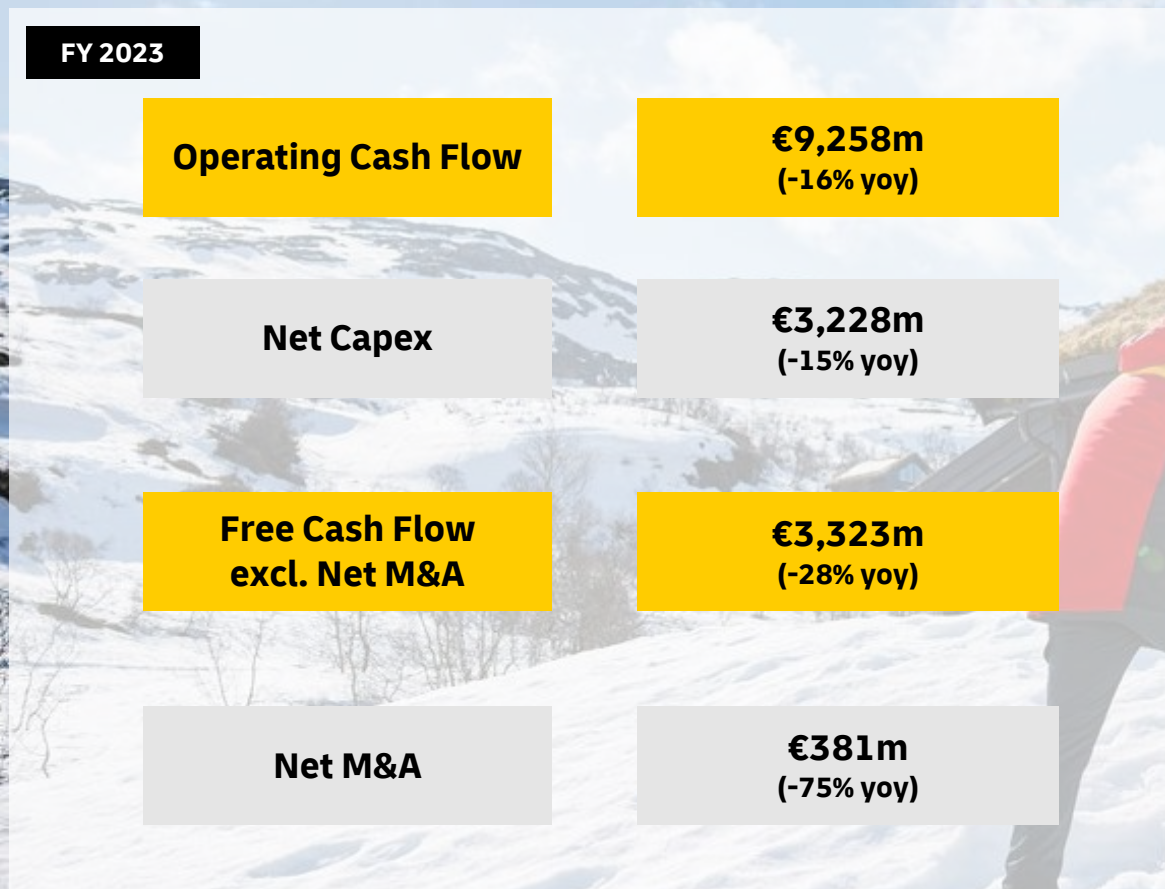 FY 2023
Operating Cash Flow
€9,258m
(-16% yoy)
Net Capex
€3,228m
(-15% yoy)
Free Cash Flow
excl. Net M&A
€3,323m
(-28% yoy)
Net M&A
€381m
(-75% yoy)